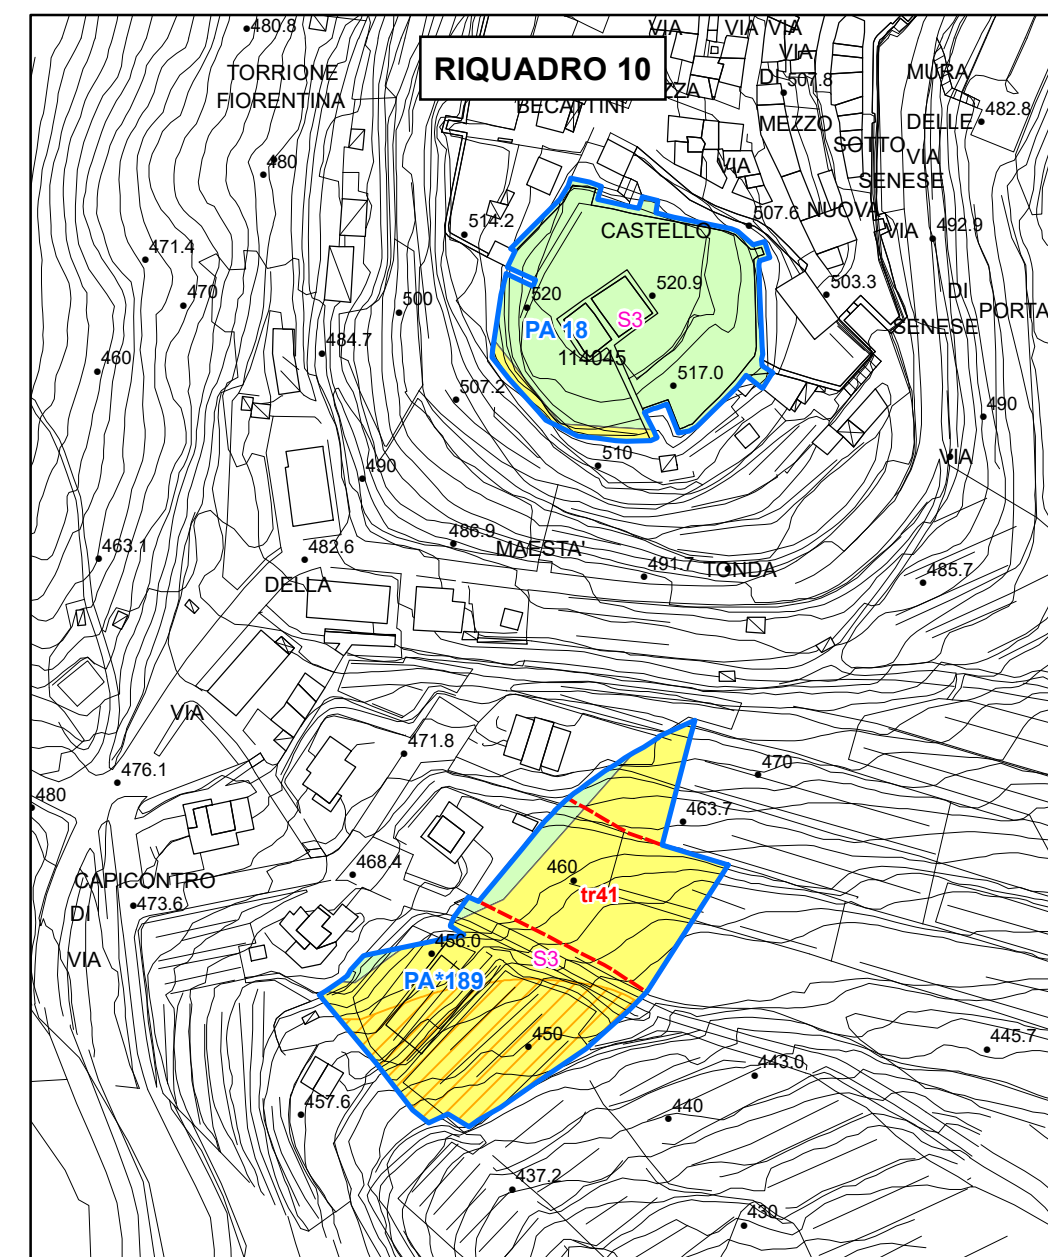 480.8
VIA
VIA VIA
VIA
RIQUADRO 10
TORRIONE
FIORENTINA
DI
507.8
MURA
ZZA
BECATTINI
482.8
MEZZO
DELLE
SOTTO
VIA
480
VIA
SENESE
514.2
507.6
NUOVA
CASTELLO
VIA
492.9
471.4
470
500
520
520.9
503.3
DI
PORTA
S3
PA 18
SENESE
484.7
114045
460
507.2
517.0
490
510
VIA
490
486.9
MAESTA'
463.1
482.6
491.7
TONDA
485.7
DELLA
VIA
471.8
476.1
470
480
463.7
468.4
460
CAPICONTRO
tr41
473.6
DI
456.0
VIA
S3
PA*189
450
445.7
443.0
457.6
440
437.2
430